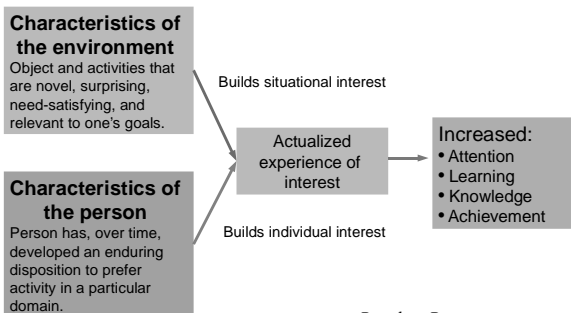 Characteristics of
the environment
Object and activities that
are novel, surprising,
need-satisfying, and
relevant to one's goals.
Builds situational interest
Actualized
experience of
interest
Increased:
• Attention
• Learning
• Knowledge
• Achievement
Characteristics of
the person
Person has, over time,
developed an enduring
disposition to prefer
activity in a particular
domain.
Builds individual interest